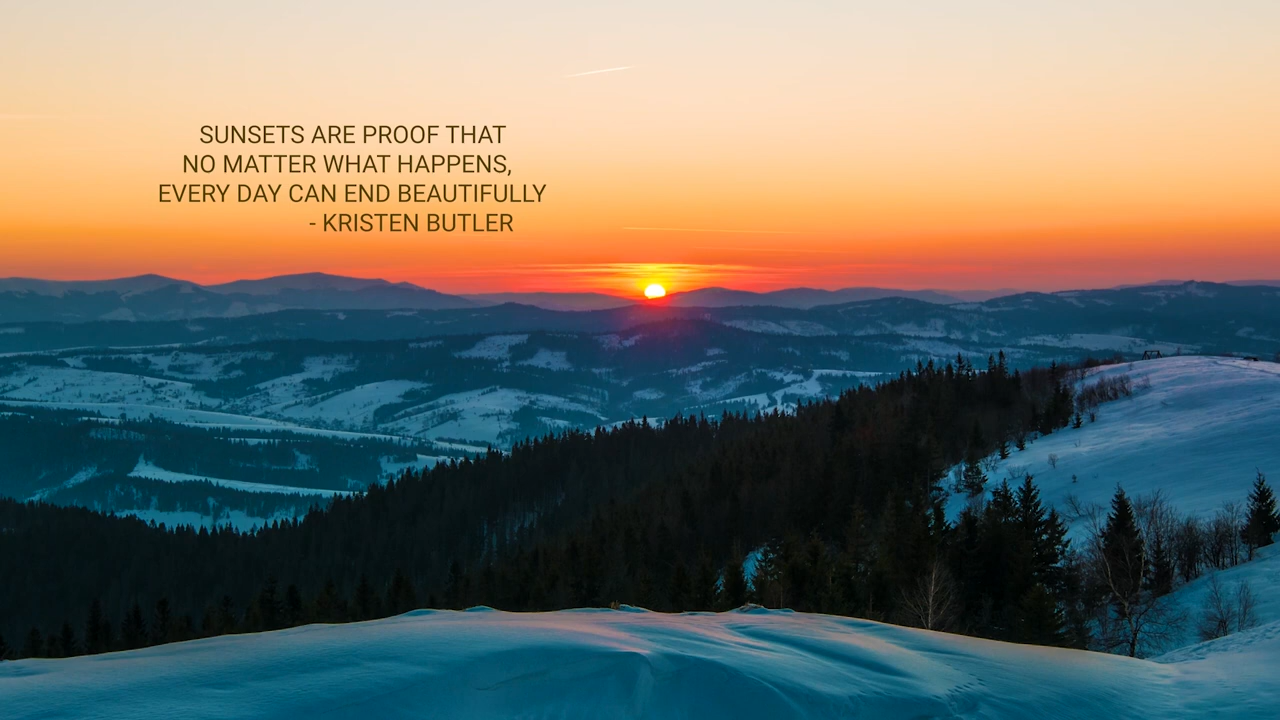 SUNSETS ARE PROOF THAT
NO MATTER WHAT HAPPENS,
EVERY DAY CAN END BEAUTIFULLY
- KRISTEN BUTLER